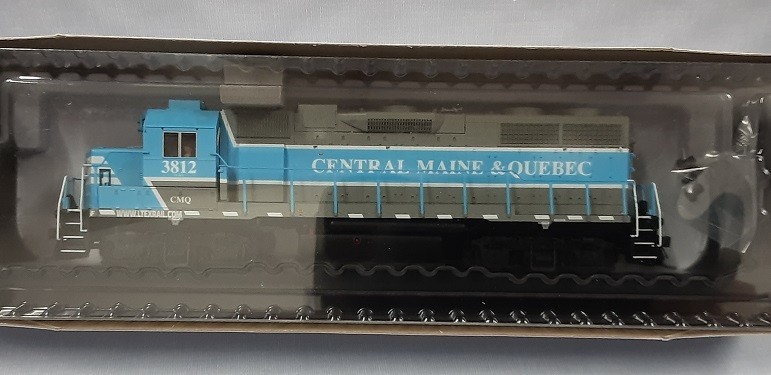 3812
CENTRAL MAINE & QUEBEC
CMQ
WWW.LTEXRAIL.COM